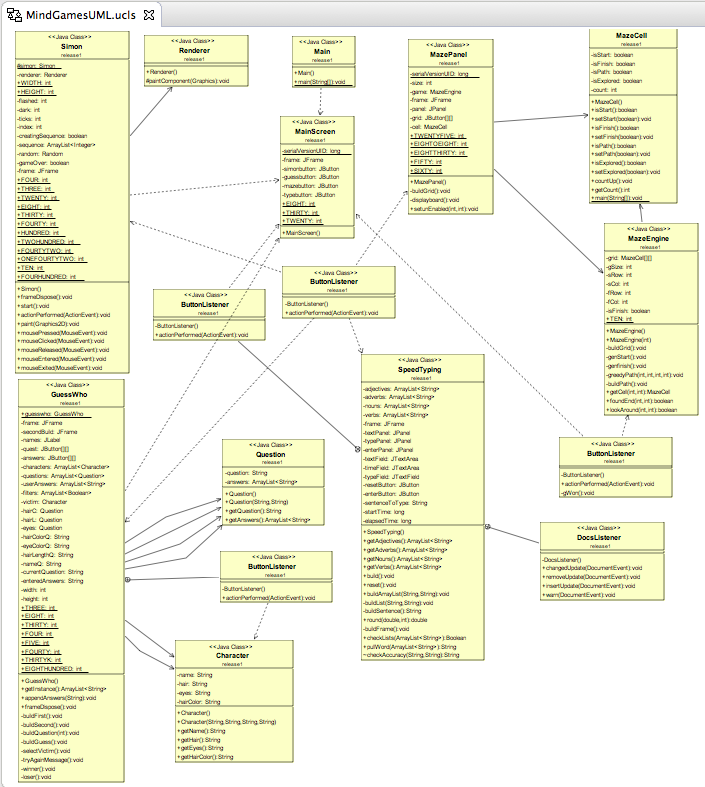 MindGamesUML.ucls
<<Java Class>>
Simon
release1
#simon: Simon
-renderer: Renderer
+WIDTH: int
+HEIGHT: int
-flashed: int
-dark: int
-ticks: int
-index: int
-creatingSequence: boolean
-sequence: ArrayList<Integer>
-random: Random
-gameOver: boolean
-frame: JFrame
+FOUR: int
+THREE: int
+TWENTY: int
+EIGHT: int
+THIRTY: int
+FOURTY: int
+HUNDRED: int
+TWOHUNDRED: int
+FOURTYTWO: int
+ONEFOURTYTWO: int
+TEN: int
+FOURHUNDRED: int
+Simon()
+frameDispose():void
+start():void
+actionPerformed(ActionEvent):void
+paint(Graphics2D):void
+mousePressed(MouseEvent):void
+mouseClicked(MouseEvent):void
+mouseReleased(MouseEvent):void
+mouseEntered(MouseEvent):void
+mouseExited(MouseEvent):void
<<Java Class>>
Renderer
release1
+Renderer()
#paintComponent(Graphics):void
<<Java Class>>
Main
release1
+Main()
+main(String[]):void
<<Java Class>>
MazePanel
release1
-serialVersionUID: long
-size: int
-game: MazeEngine
-frame: JFrame
-panel: JPanel
-grid: JButton[][]
-cell: MazeCell
+TWENTYFIVE: int
+EIGHTOEIGHT: int
+EIGHTTHIRTY: int
+FIFTY: int
+SIXTY: int
+MazePanel()
-buildGrid():void
-displayboard():void
+seturnEnabled(int,int):void
<<Java Class>>
MazeCell
release1
-isStart: boolean
-isFinish: boolean
-isPath: boolean
-isExplored: boolean
-count: int
+MazeCell()
+isStart():boolean
+setStart(boolean):void
+isFinish():boolean
+setFinish(boolean):void
+isPath():boolean
+setPath(boolean):void
+isExplored():boolean
+setExplored(boolean):void
+countUp():void
+getCount():int
+main(String[]):void
<<Java Class>>
MainScreen
release1
-serialVersionUID: long
-frame: JFrame
-simonbutton: JButton
-guessbutton: JButton
-mazebutton: JButton
-typebutton: JButton
+EIGHT: int
+THIRTY: int
+TWENTY: int
+MainScreen()
<<Java Class>>
MazeEngine
release1
-grid: MazeCell[][]
-gSize: int
-sRow: int
-sCol: int
-fRow: int
-fCol: int
-isFinish: boolean
+TEN: int
+MazeEngine()
+MazeEngine(int)
-buildGrid():void
-genStart():void
-genfinish():void
-greedyPath(int,int,int,int):void
-buildPath():void
+getCell(int,int):MazeCell
+foundEnd(int,int):boolean
+lookAround(int,int):boolean
<<Java Class>>
ButtonListener
release1
-ButtonListener()
+actionPerformed(ActionEvent):void
<<Java Class>>
ButtonListener
release1
-ButtonListener()
+actionPerformed(ActionEvent):void
<<Java Class>>
SpeedTyping
release1
-adjectives: ArrayList<String>
-adverbs: ArrayList<String>
-nouns: ArrayList<String>
-verbs: ArrayList<String>
-frame: JFrame
-textPanel: JPanel
-typePanel: JPanel
-enterPanel: JPanel
-textField: JTextArea
-timeField: JTextArea
-typeField: JTextField
-resetButton: JButton
-enterButton: JButton
-sentenceToType: String
-startTime: long
-elapsedTime: long
+SpeedTyping()
+getAdjectives():ArrayList<String>
+getAdverbs():ArrayList<String>
+getNouns():ArrayList<String>
+getVerbs():ArrayList<String>
-build():void
-reset():void
-buildArrayList(String,String):void
-buildList(String,String):void
-buildSentence():String
+round(double,int):double
-buildFrame():void
+checkLists(ArrayList<String>):Boolean
+pullWord(ArrayList<String>):String
~checkAccuracy(String,String):String
<<Java Class>>
GuessWho
release1
+guesswho: GuessWho
-frame: JFrame
-secondBuild: JFrame
-names: JLabel
-quest: JButton[][]
-answers: JButton[][]
-characters: ArrayList<Character>
-questions: ArrayList<Question>
-userAnswers: ArrayList<String>
-filters: ArrayList<Boolean>
-victim: Character
-hairC: Question
-hairL: Question
-eyes: Question
-hairColorQ: String
-eyeColorQ: String
-hairLengthQ: String
-nameQ: String
-currentQuestion: String
-enteredAnswers: String
-width: int
-height: int
+THREE: int
+EIGHT: int
+THIRTY: int
+FOUR: int
+FIVE: int
+FOURTY: int
+THIRTYK: int
+EIGHTHUNDRED: int
+GuessWho()
+getInstance():ArrayList<String>
+appendAnswers(String):void
+frameDispose():void
-buildFirst():void
-buildSecond():void
-buildQuestion(int):void
-buildGuess():void
-selectVictim():void
-tryAgainMessage():void
-winner():void
-loser():void
<<Java Class>>
Question
release1
-question: String
-answers: ArrayList<String>
+Question()
+Question(String,String)
+getQuestion():String
+getAnswers():ArrayList<String>
<<Java Class>>
ButtonListener
release1
-ButtonListener()
+actionPerformed(ActionEvent):void
-gWon():void
<<Java Class>>
DocsListener
release1
-DocsListener()
+changedUpdate(DocumentEvent):void
+removeUpdate(DocumentEvent):void
+insertUpdate(DocumentEvent):void
+warn(DocumentEvent):void
<<Java Class>>
ButtonListener
release1
-ButtonListener()
+actionPerformed(ActionEvent):void
<<Java Class>>
Character
release1
-name: String
-hair: String
-eyes: String
-hairColor: String
+Character()
+Character(String,String,String,String)
+getName():String
+getHair():String
+getEyes():String
+getHairColor():String